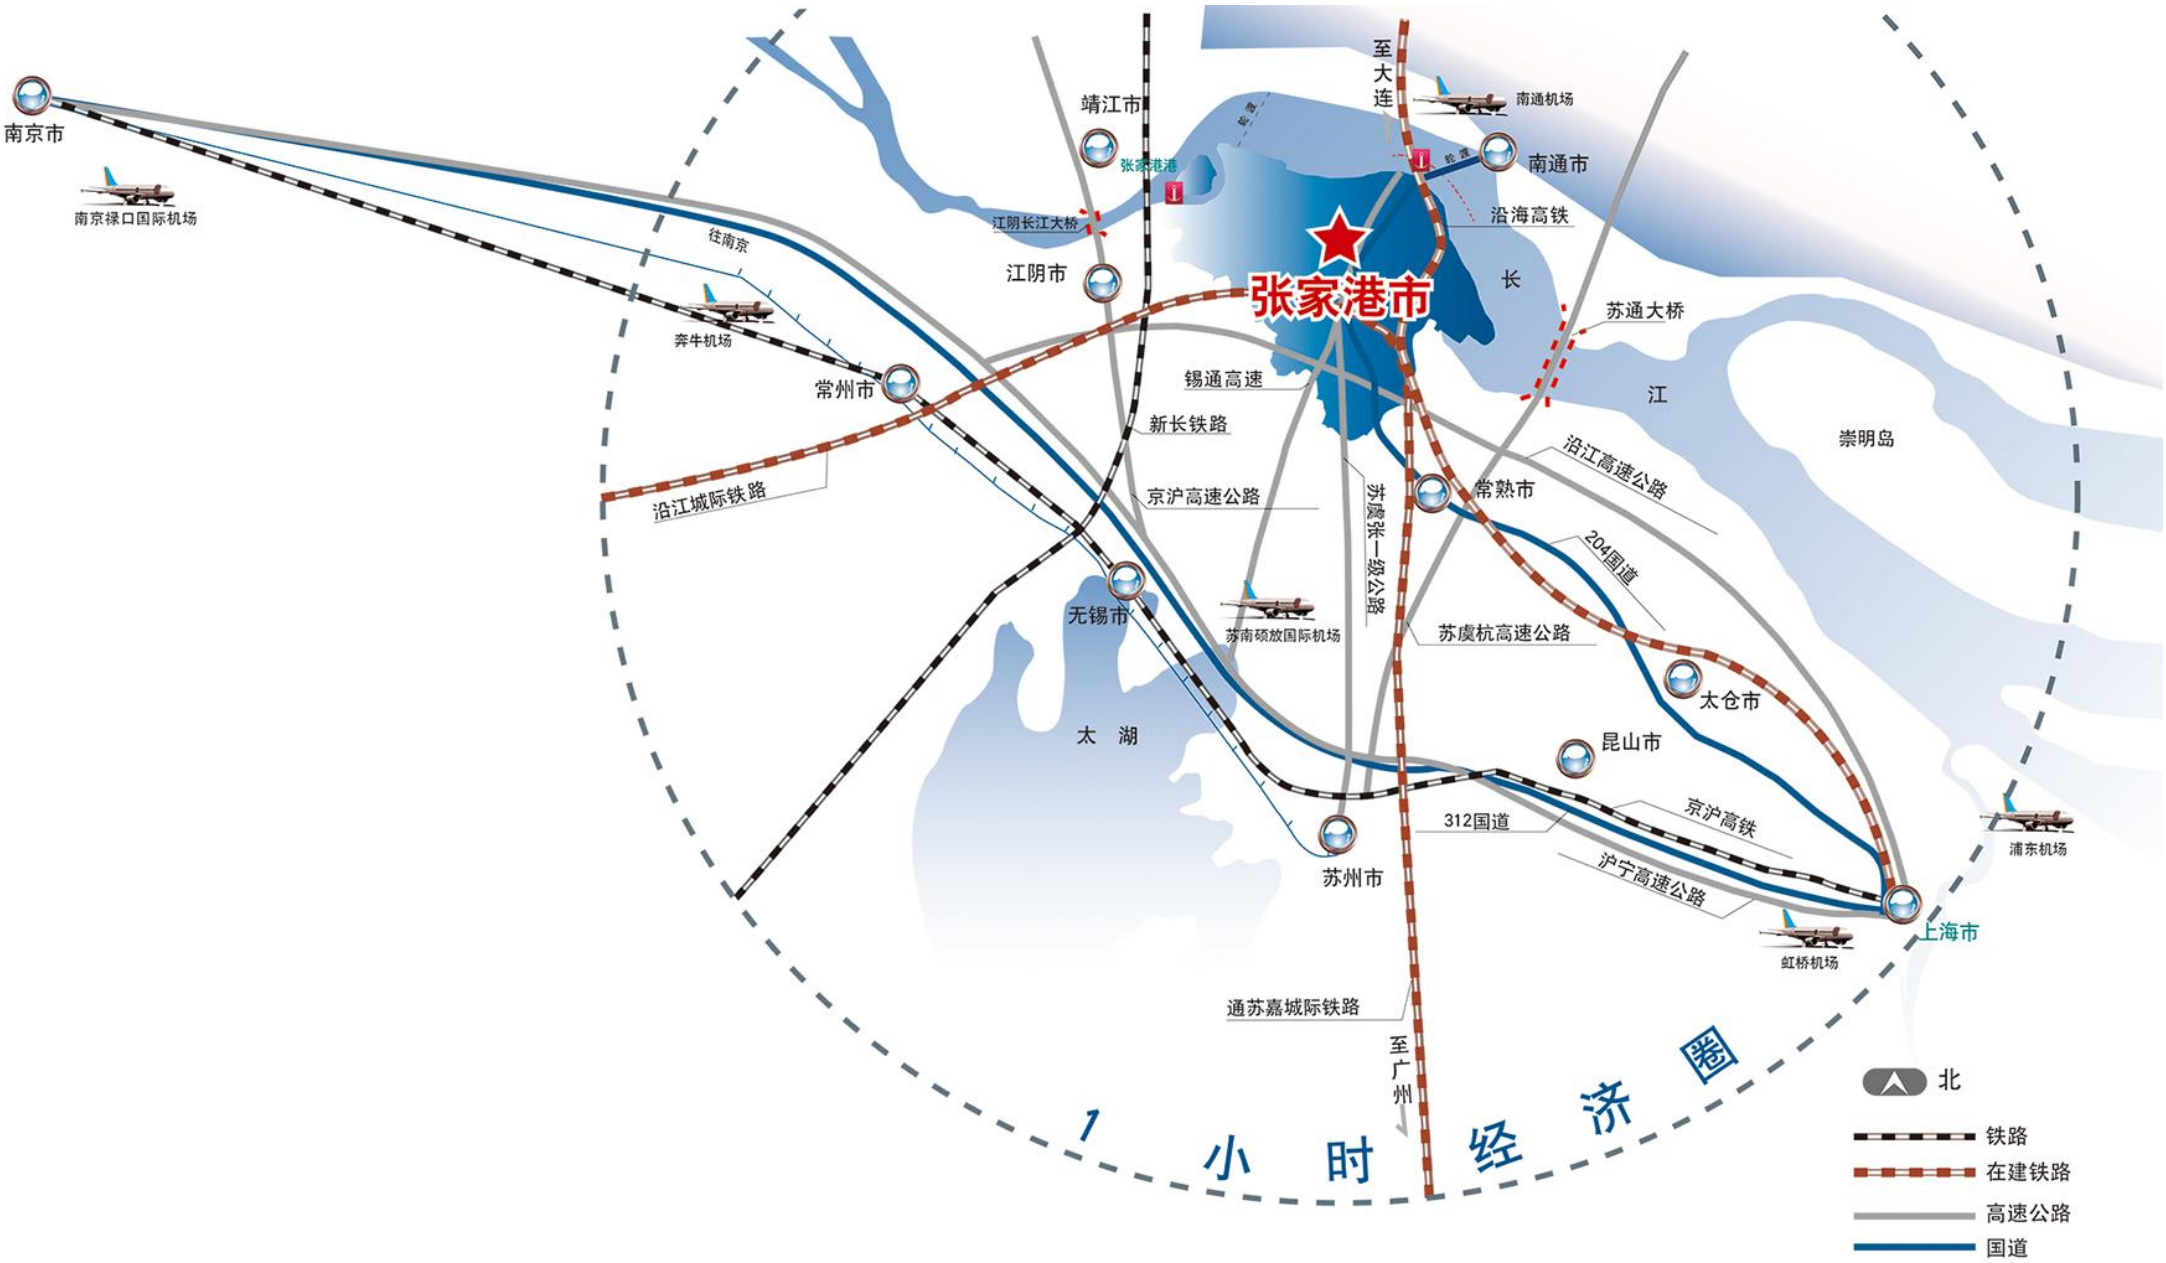 至大连
南通机场
靖江市
轮渡
南京市
张家港港
轮渡
南通市
南京禄口国际机场
沿海高铁
江阴长江大桥
往南京
江阴市
长
张家港市
苏通大桥
奔牛机场
锡通高速
常州市
江
新长铁路
崇明岛
沿江高速公路
沿江城际铁路
京沪高速公路
苏虞张一级公路
常熟市
204国道
无锡市
苏南硕放国际机场
苏虞杭高速公路
太仓市
太 湖
昆山市
312国道
京沪高铁
浦东机场
苏州市
沪宁高速公路
上海市
虹桥机场
通苏嘉城际铁路
至广州
1小时经济圈
北
铁路
在建铁路
高速公路
国道